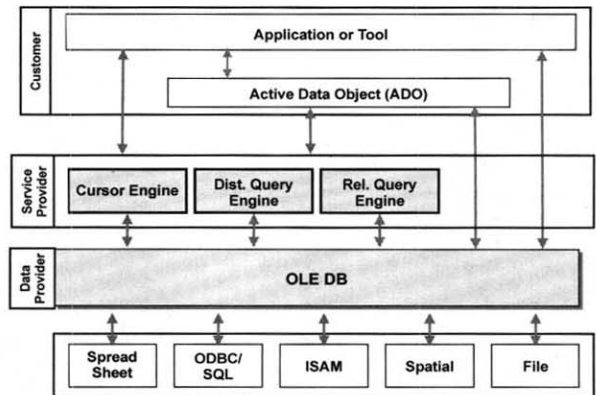 Customer
Application or Tool
Active Data Object (ADO)
Service
Provider
Cursor Engine
Dist. Query
Engine
Rel. Query
Engine
Data
Provider
OLE DB
Spread
Sheet
ODBC/
SQL
ISAM
Spatial
File